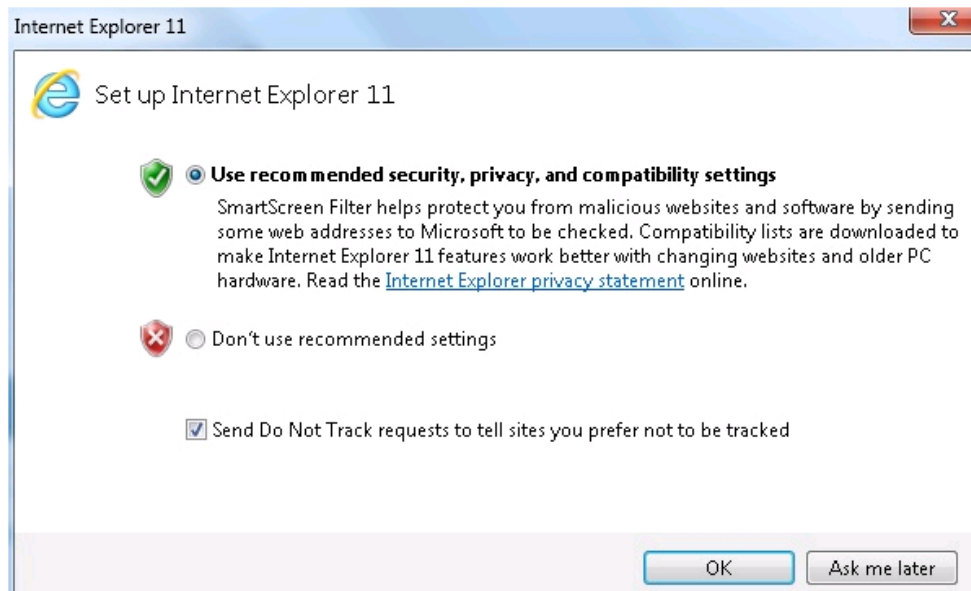 Internet Explorer 11
Set up Internet Explorer 11
Use recommended security, privacy, and compatibility settings
SmartScreen Filter helps protect you from malicious websites and software by sending
some web addresses to Microsoft to be checked. Compatibility lists are downloaded to
make Internet Explorer 11 features work better with changing websites and older PC
hardware. Read the Internet Explorer privacy statement online.
Don't use recommended settings
Send Do Not Track requests to tell sites you prefer not to be tracked
OK Ask me later